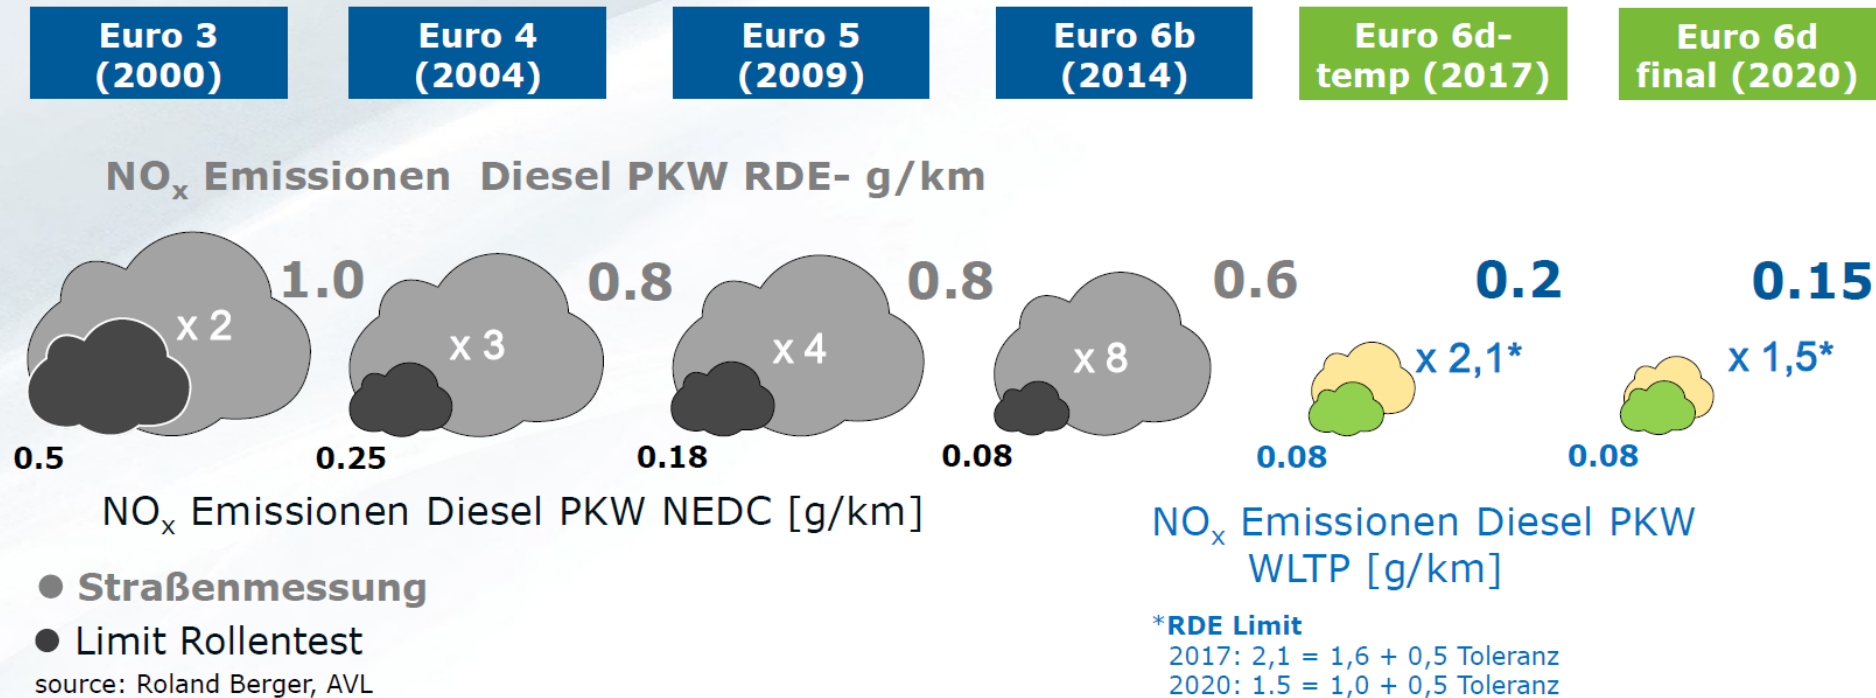 Euro 3
(2000)
Euro 4
(2004)
Euro 5
(2009)
Euro 6b
(2014)
Euro 6d-
temp (2017)
Euro 6d
final (2020)
NOx Emissionen Diesel PKW RDE- g/km
1.0
0.8
0.8
0.6
0.2
0.15
x 2
x 3
x 4
x 8
x 2,1*
x 1,5*
0.5
0.25
0.18
0.08
0.08
0.08
NOx Emissionen Diesel PKW NEDC [g/km]
NOx Emissionen Diesel PKW
WLTP [g/km]
Straßenmessung
Limit Rollentest
source: Roland Berger, AVL
*RDE Limit
2017: 2,1 = 1,6 + 0,5 Toleranz
2020: 1.5 = 1,0 + 0,5 Toleranz